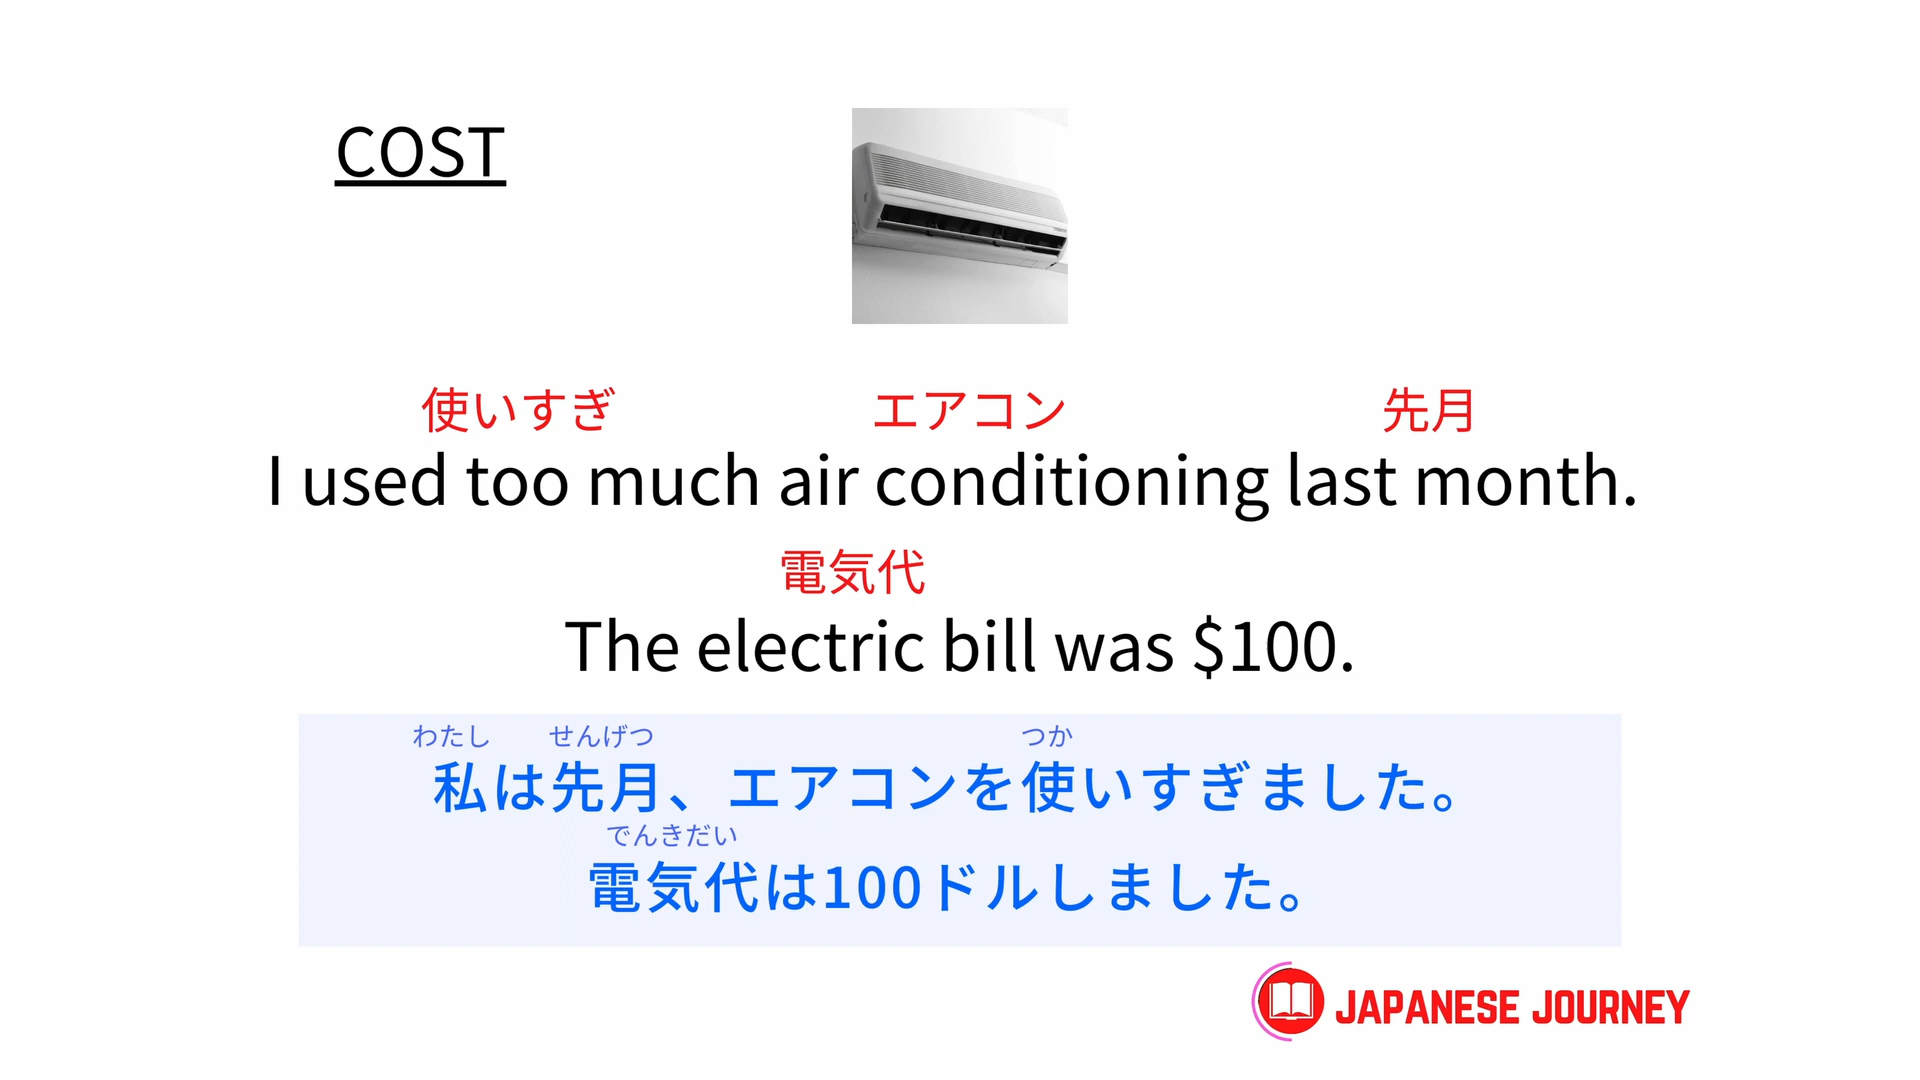 COST
使いすぎ エアコン 先月
I used too much air conditioning last month.
電気代
The electric bill was $100.
わたし せんげつ つか
私は先月、エアコンを使いすぎました。
でんきだい
電気代は100ドルしました。
JAPANESE JOURNEY